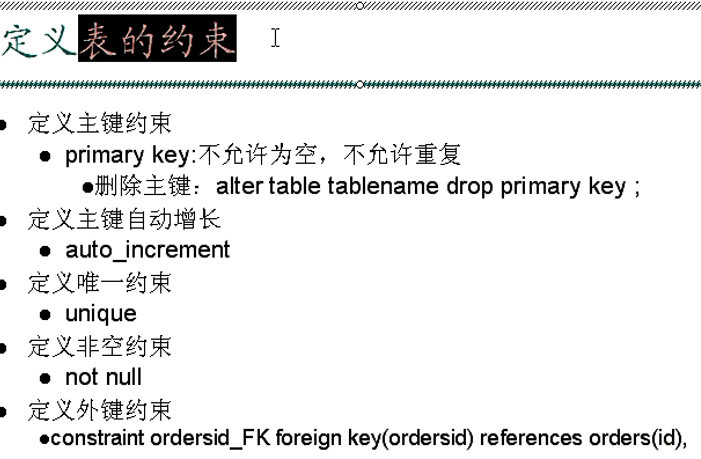 定义表的约束
定义主键约束
primary key:不允许为空，不允许重复
删除主键：alter table tablename drop primary key ;
定义主键自动增长
auto_increment
定义唯一约束
unique
定义非空约束
not null
定义外键约束
constraint ordersid_FK foreign key(ordersid) references orders(id),